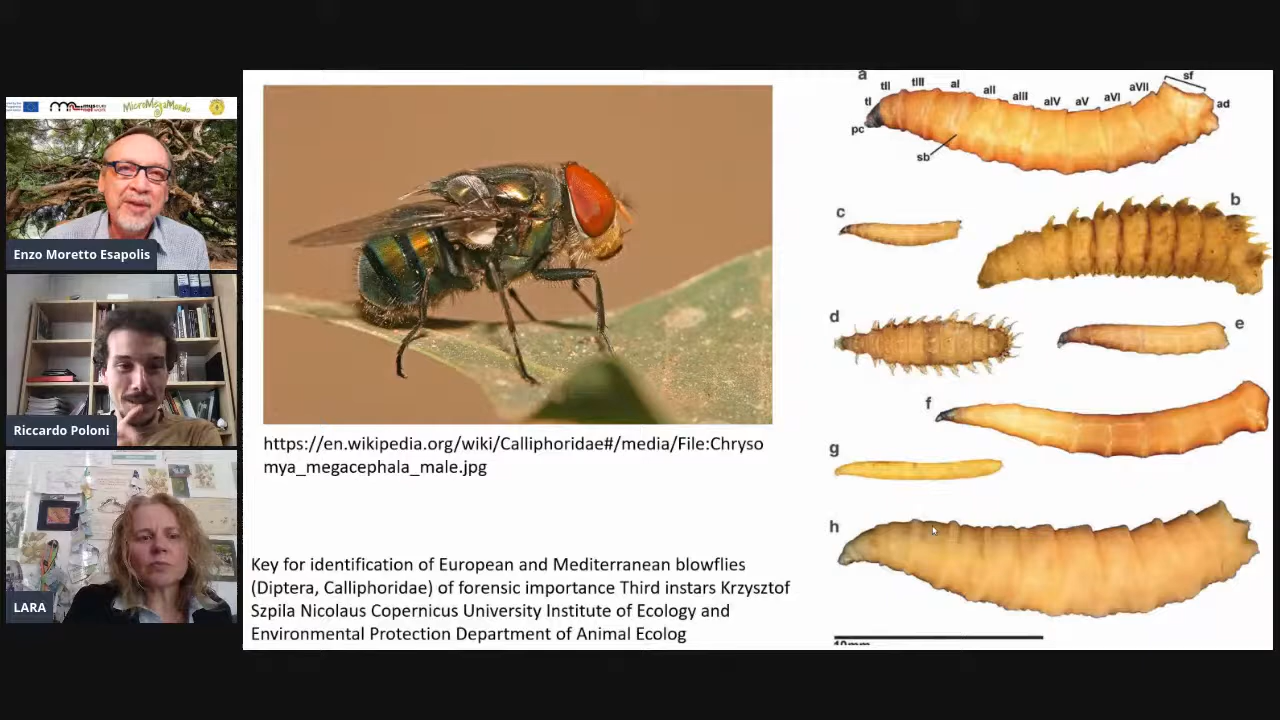 MicroMegaMondo
Enzo Moretto Esapolis
Riccardo Poloni
LARA
https://en.wikipedia.org/wiki/Calliphoridae#/media/File:Chryso
mya_megacephala_male.jpg
Key for identification of European and Mediterranean blowflies
(Diptera, Calliphoridae) of forensic importance Third instars Krzysztof
Szpila Nicolaus Copernicus University Institute of Ecology and
Environmental Protection Department of Animal Ecolog
a
tI
tII
tIII
aI
aII
aIII
aIV
aV
aVI
aVII
sf
ad
pc
sb
b
c
d
e
f
g
h
10mm